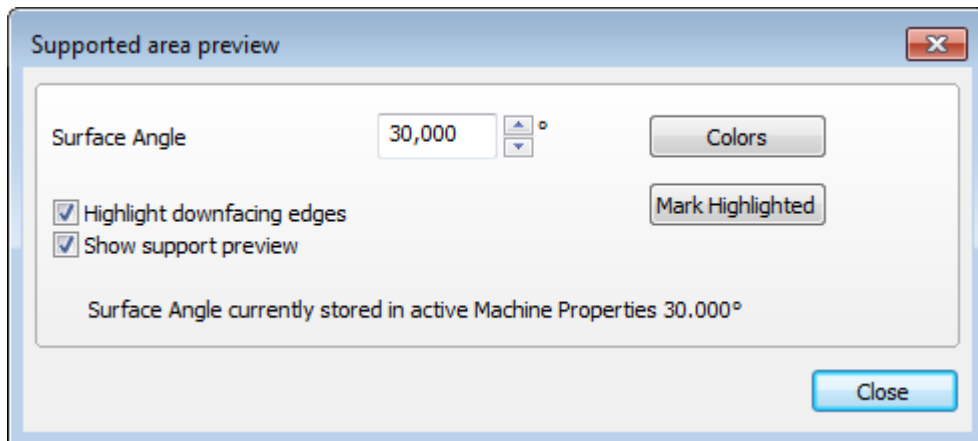 Supported area preview
Surface Angle 30,000 ° Colors
Highlight downfacing edges Mark Highlighted
Show support preview
Surface Angle currently stored in active Machine Properties 30.000°
Close